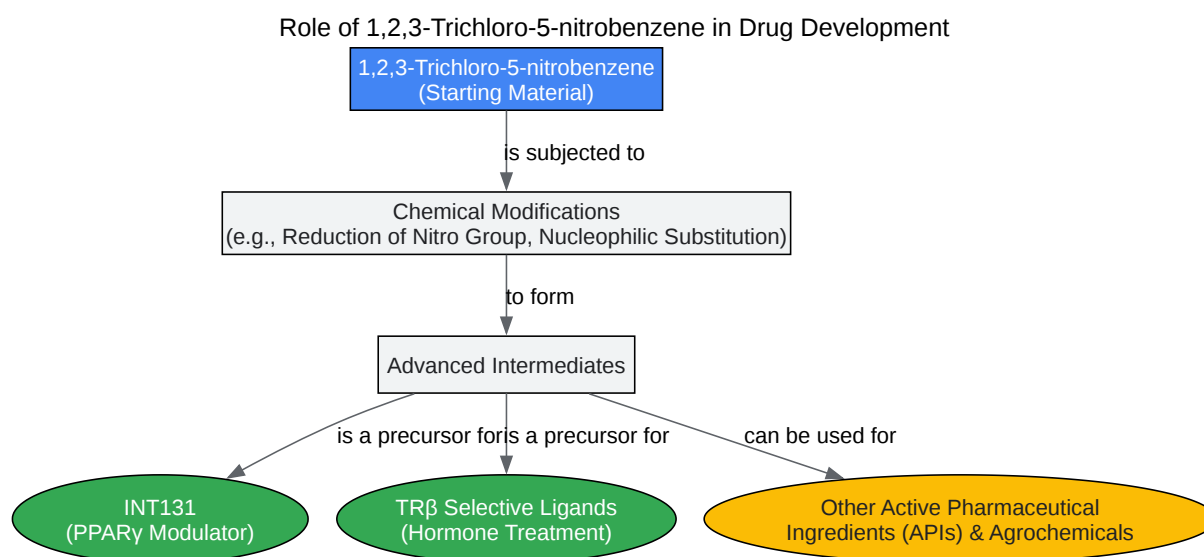 Role of 1,2,3-Trichloro-5-nitrobenzene in Drug Development
1,2,3-Trichloro-5-nitrobenzene
(Starting Material)
is subjected to
Chemical Modifications
(e.g., Reduction of Nitro Group, Nucleophilic Substitution)
to form
Advanced Intermediates
is a precursor for
is a precursor for
can be used for
INT131
(PPARγ Modulator)
TRβ Selective Ligands
(Hormone Treatment)
Other Active Pharmaceutical
Ingredients (APIs) & Agrochemicals